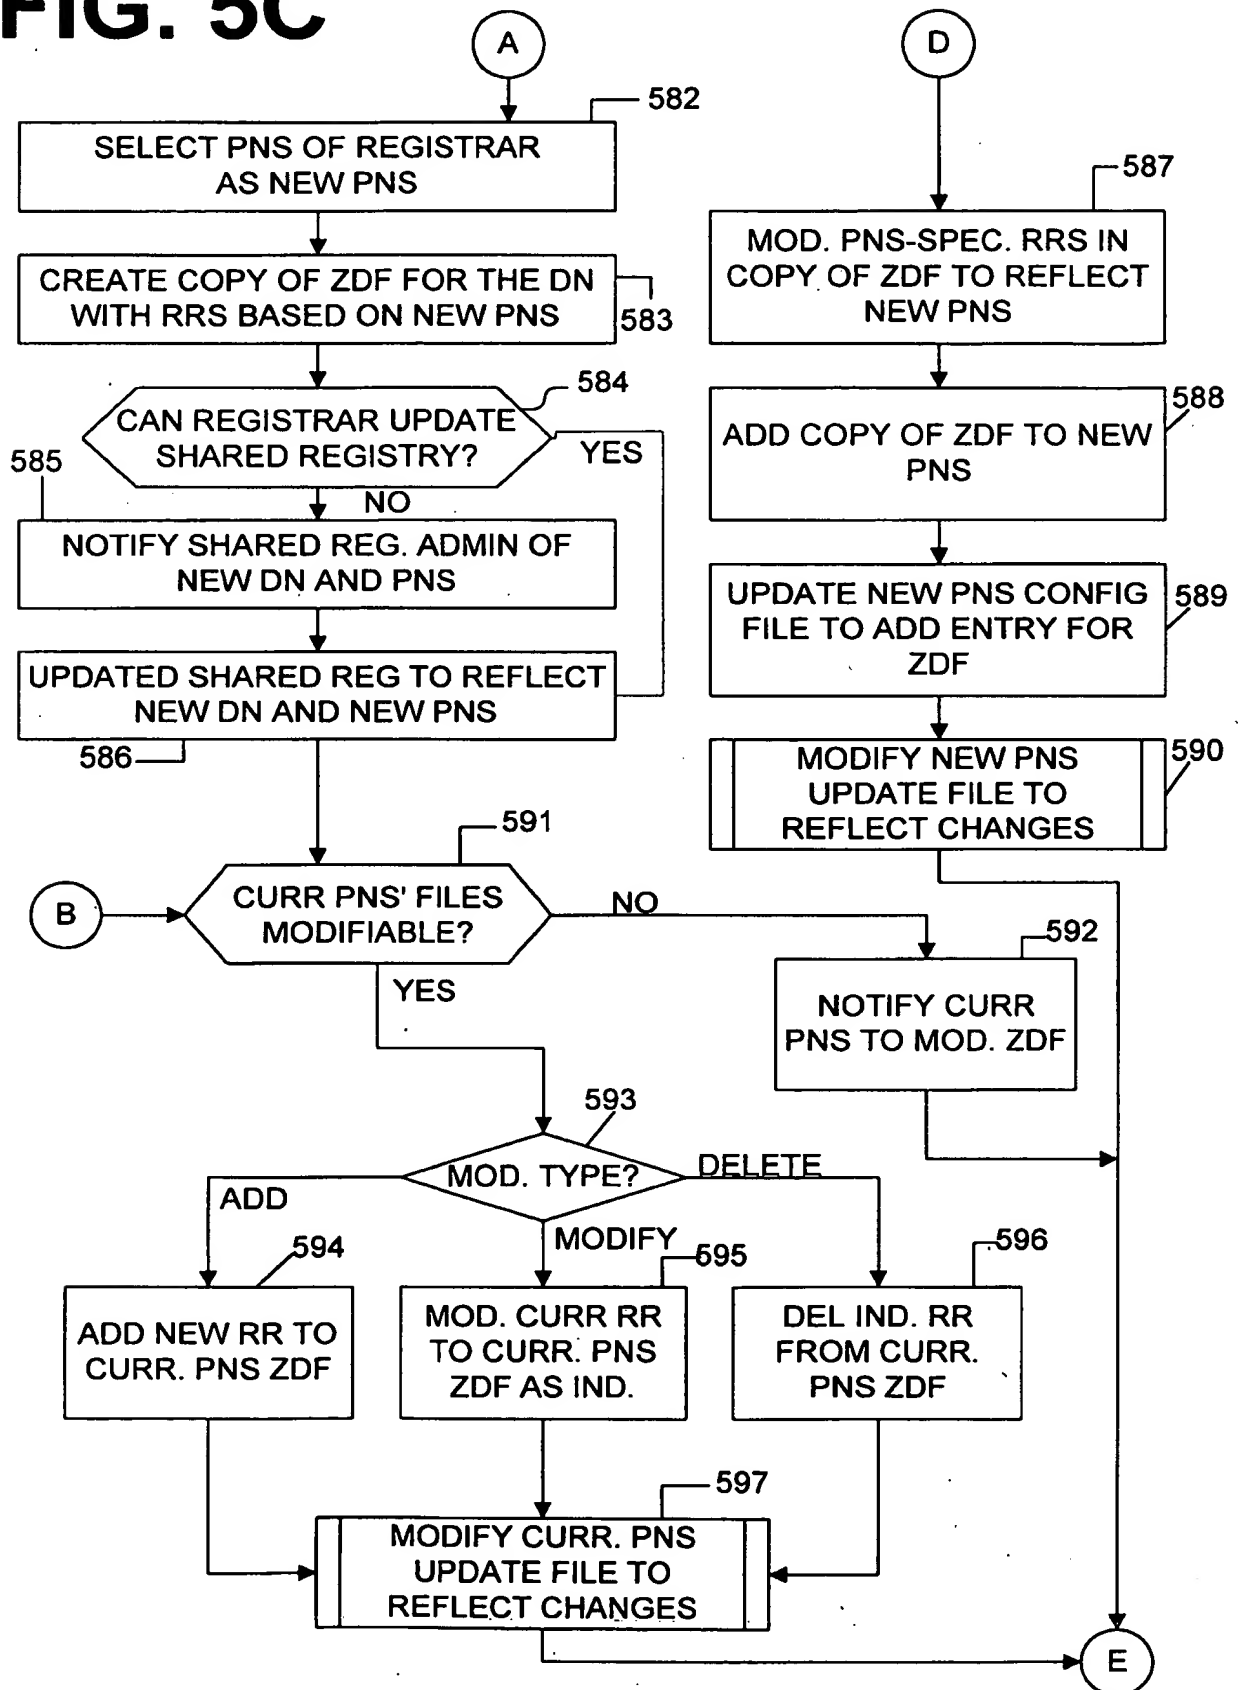 FIG. 5C
A
D
582
SELECT PNS OF REGISTRAR
AS NEW PNS
587
MOD. PNS-SPEC. RRS IN
COPY OF ZDF TO REFLECT
NEW PNS
CREATE COPY OF ZDF FOR THE DN
WITH RRS BASED ON NEW PNS
583
584
CAN REGISTRAR UPDATE
SHARED REGISTRY?
YES
NO
588
ADD COPY OF ZDF TO NEW
PNS
585
NOTIFY SHARED REG. ADMIN OF
NEW DN AND PNS
UPDATE NEW PNS CONFIG
FILE TO ADD ENTRY FOR
ZDF
589
UPDATED SHARED REG TO REFLECT
NEW DN AND NEW PNS
586
MODIFY NEW PNS
UPDATE FILE TO
REFLECT CHANGES
590
591
B
CURR PNS' FILES
MODIFIABLE?
NO
YES
592
NOTIFY CURR
PNS TO MOD. ZDF
593
MOD. TYPE?
ADD
MODIFY
DELETE
594
ADD NEW RR TO
CURR. PNS ZDF
595
MOD. CURR RR
TO CURR. PNS
ZDF AS IND.
596
DEL IND. RR
FROM CURR.
PNS ZDF
597
MODIFY CURR. PNS
UPDATE FILE TO
REFLECT CHANGES
E